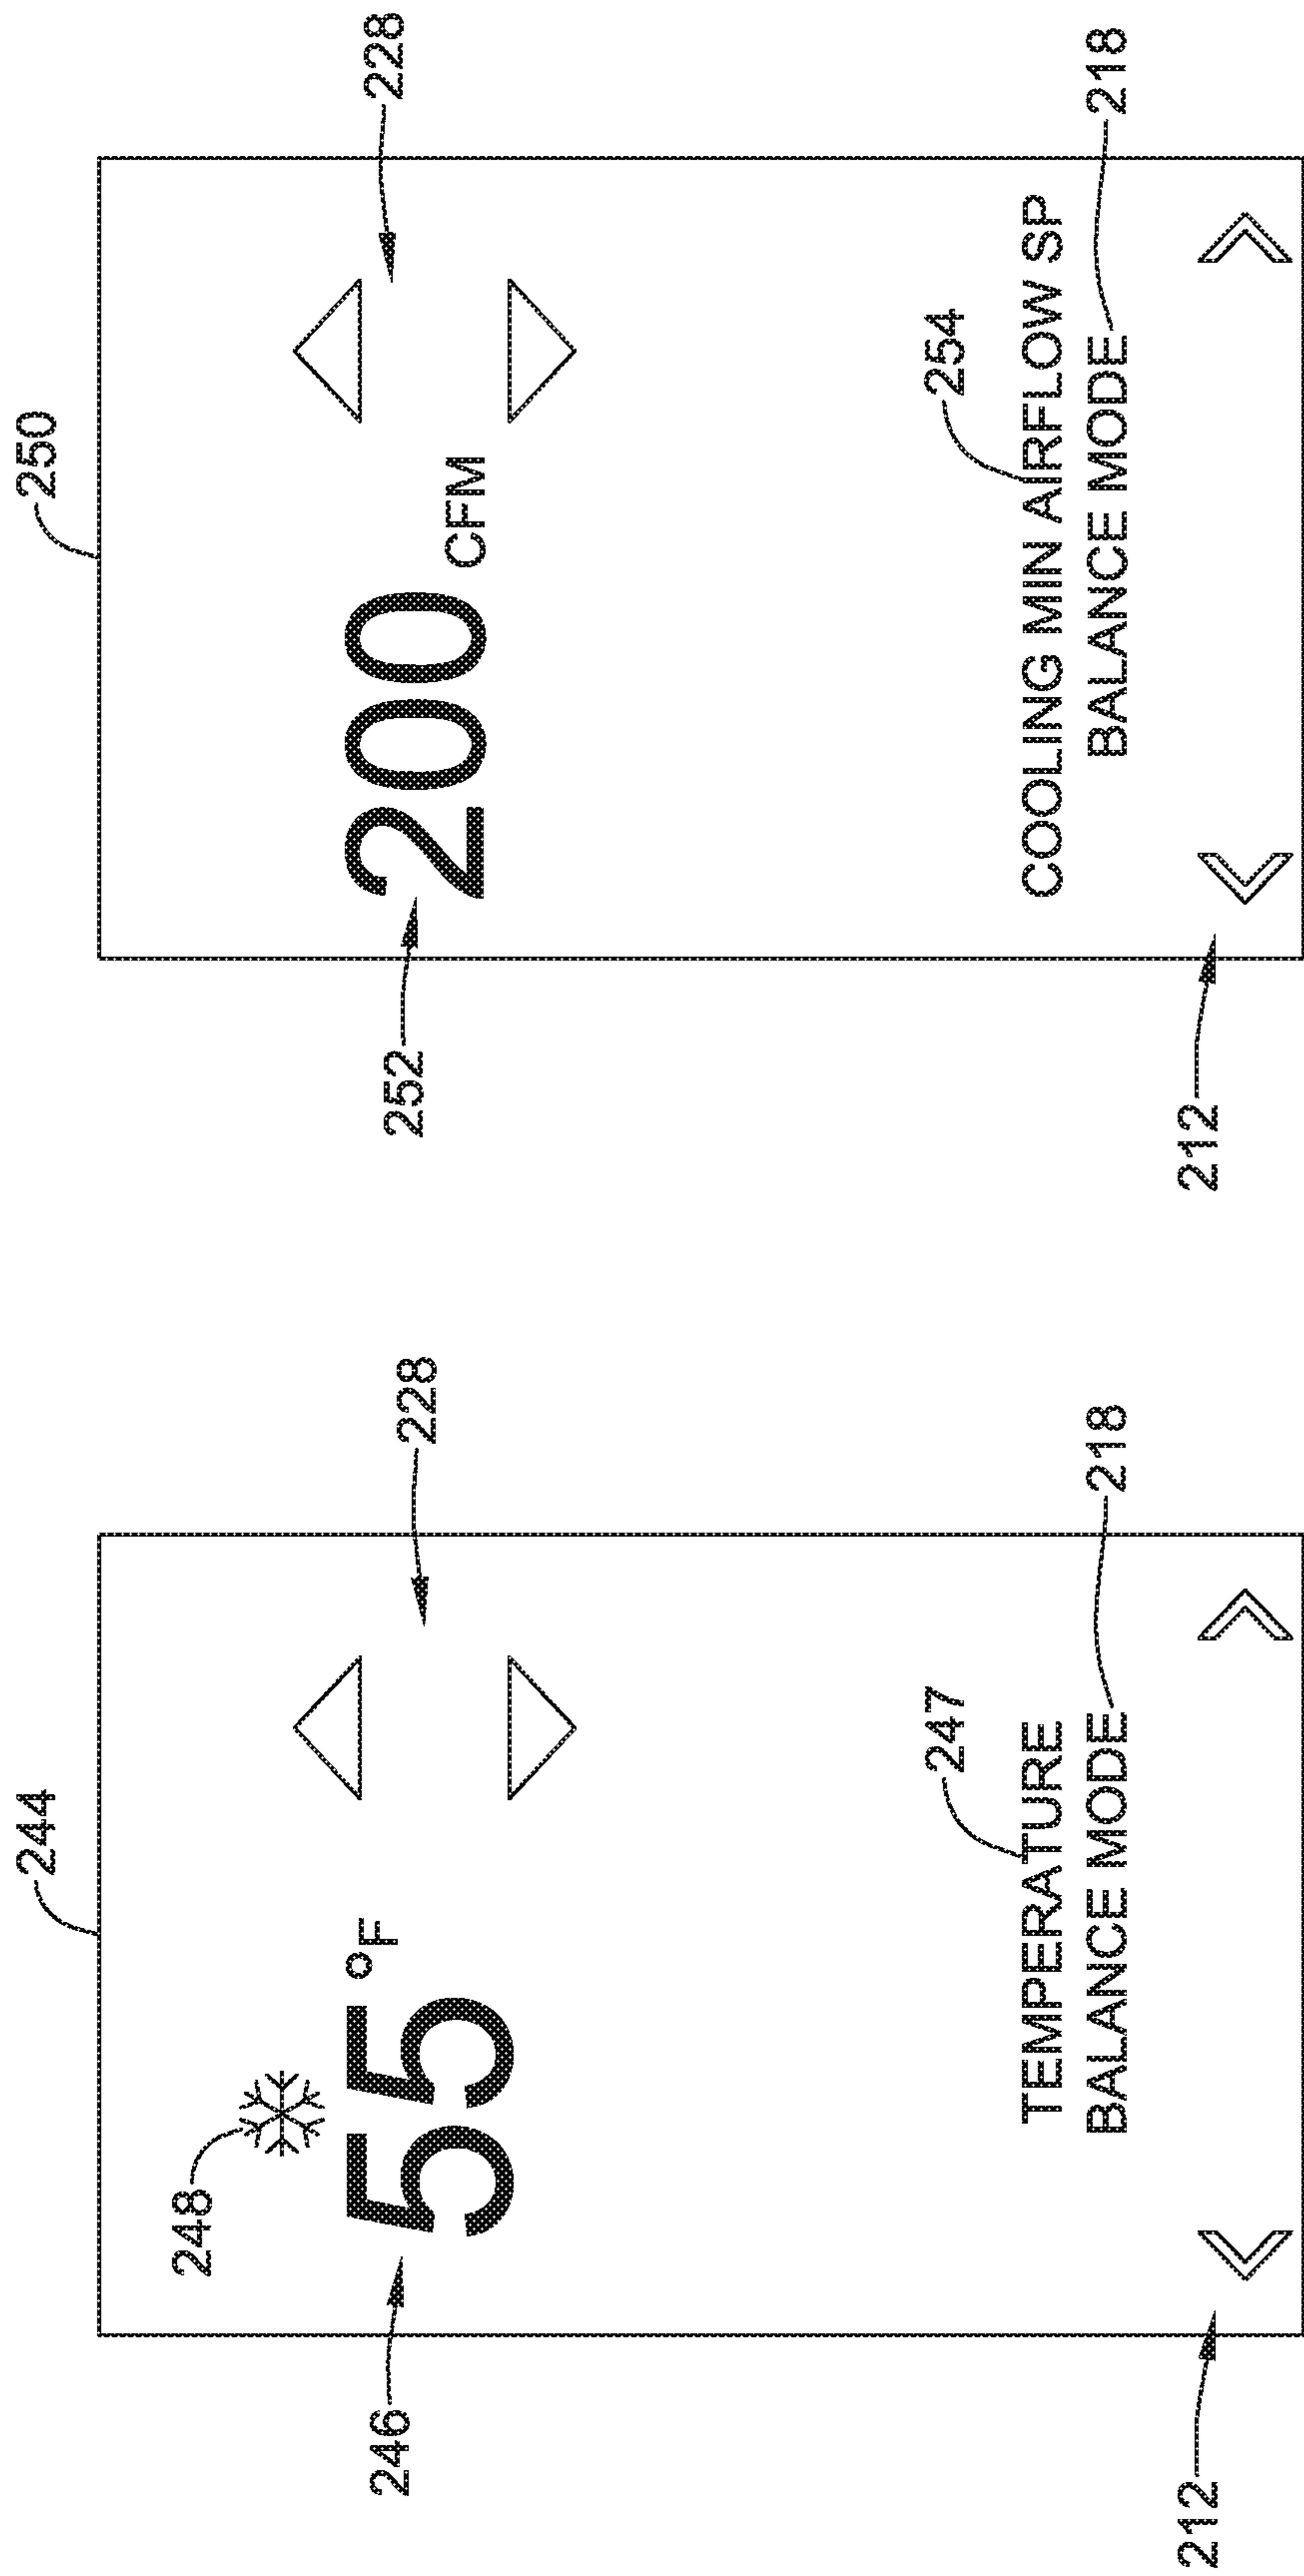 244
248
246
55 °F
228
247
TEMPERATURE
BALANCE MODE
218
212
250
252
200 CFM
228
254
COOLING MIN AIRFLOW SP
BALANCE MODE
218
212